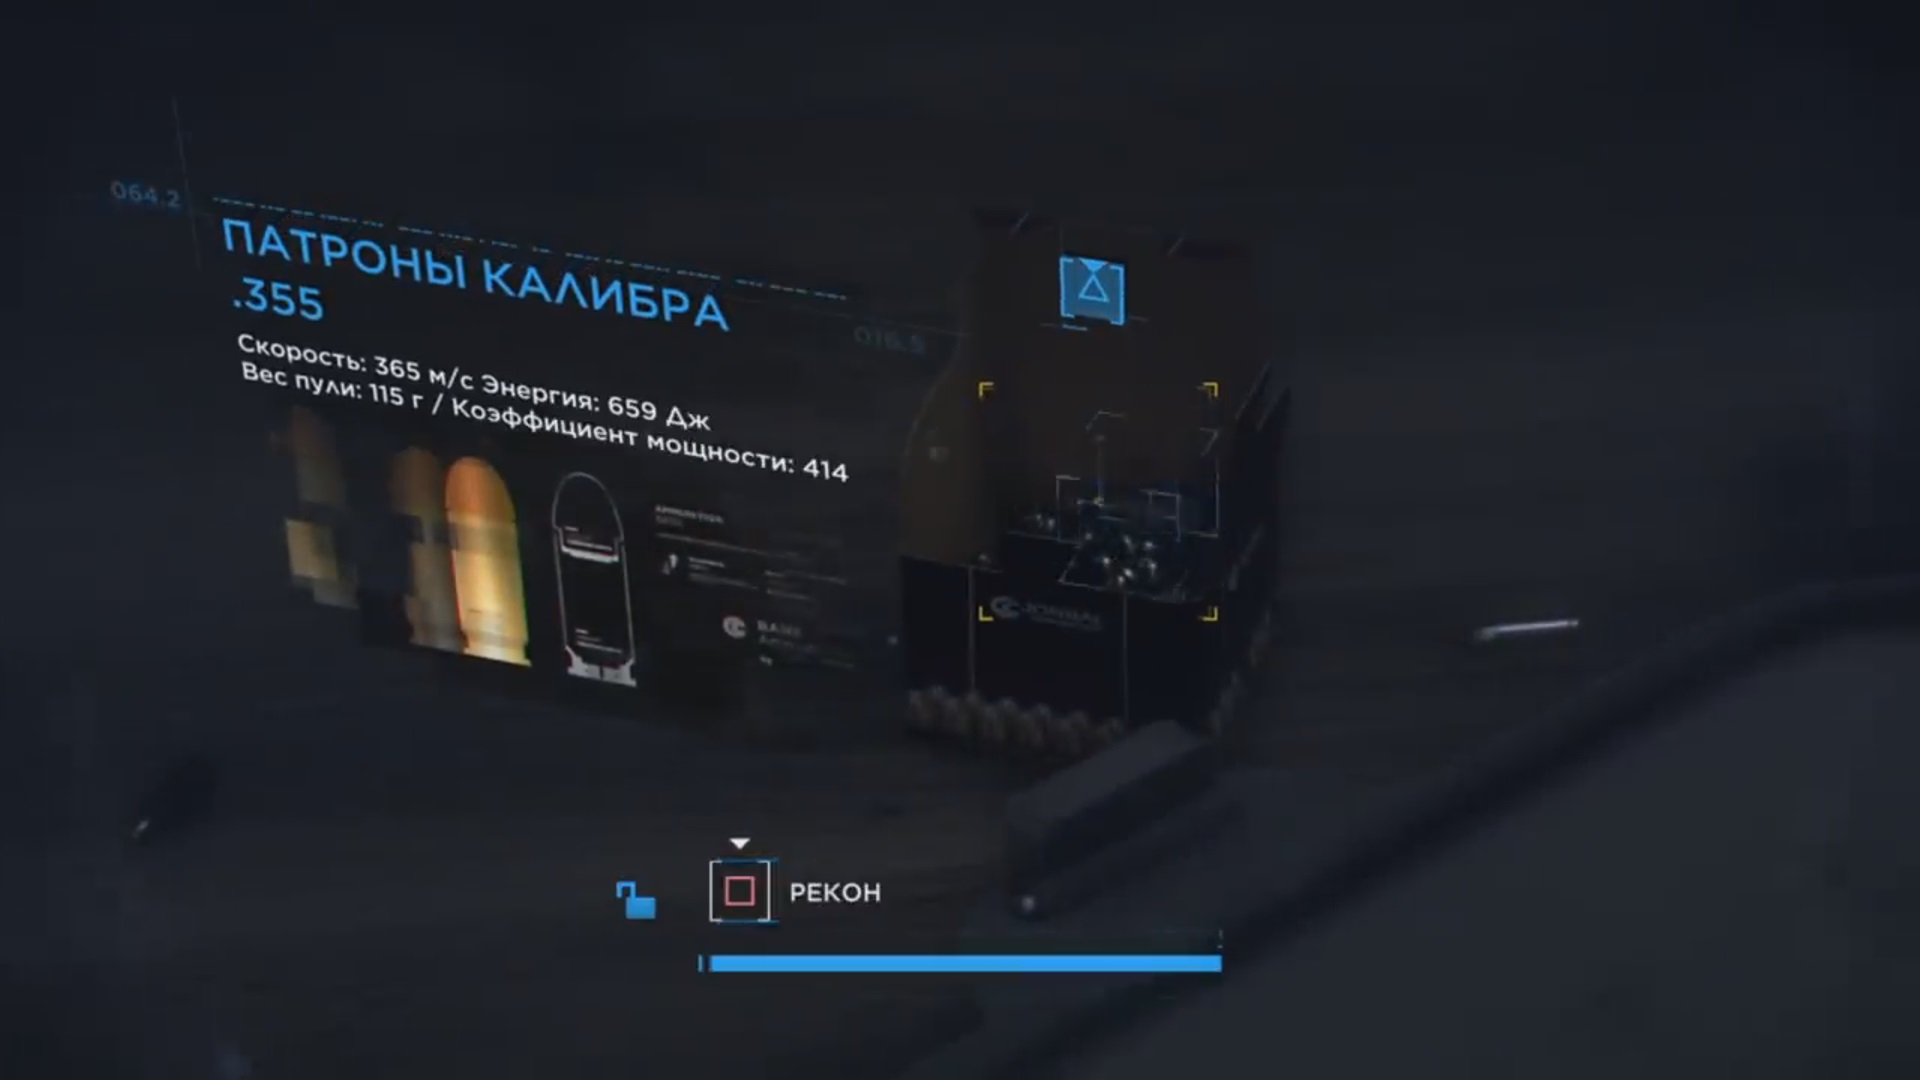 064.2
ПАТРОНЫ КАЛИБРА
.355
016.5
Скорость: 365 м/с Энергия: 659 Дж
Вес пули: 115 г / Коэффициент мощности: 414
РЕКОН